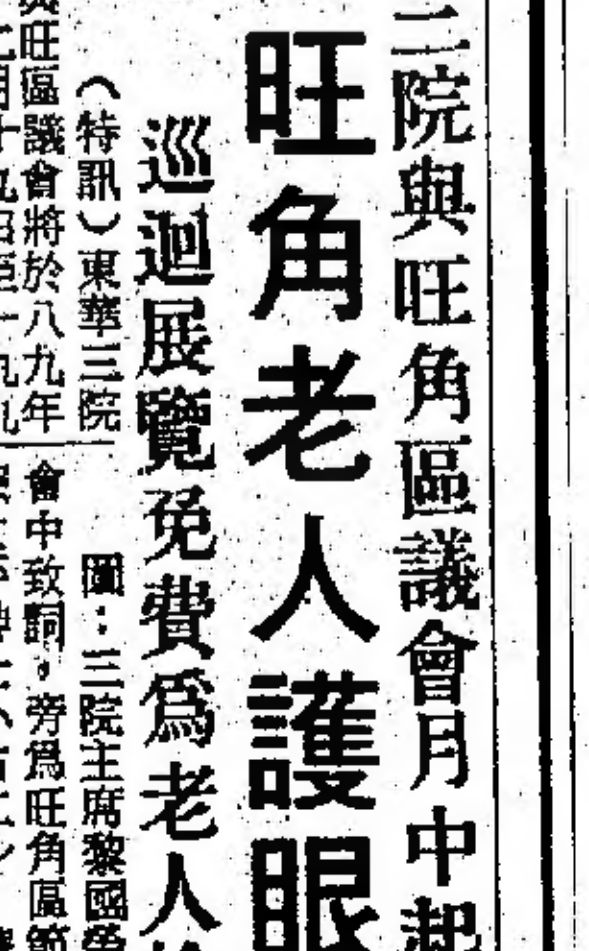 三院與旺角區議會月中起
旺角老人護眼
巡迴展覽免費為老人
（特訊）東華三院
旺區議會將於八九年
圖：三院主席黎國
會中致詞，旁為旺角區